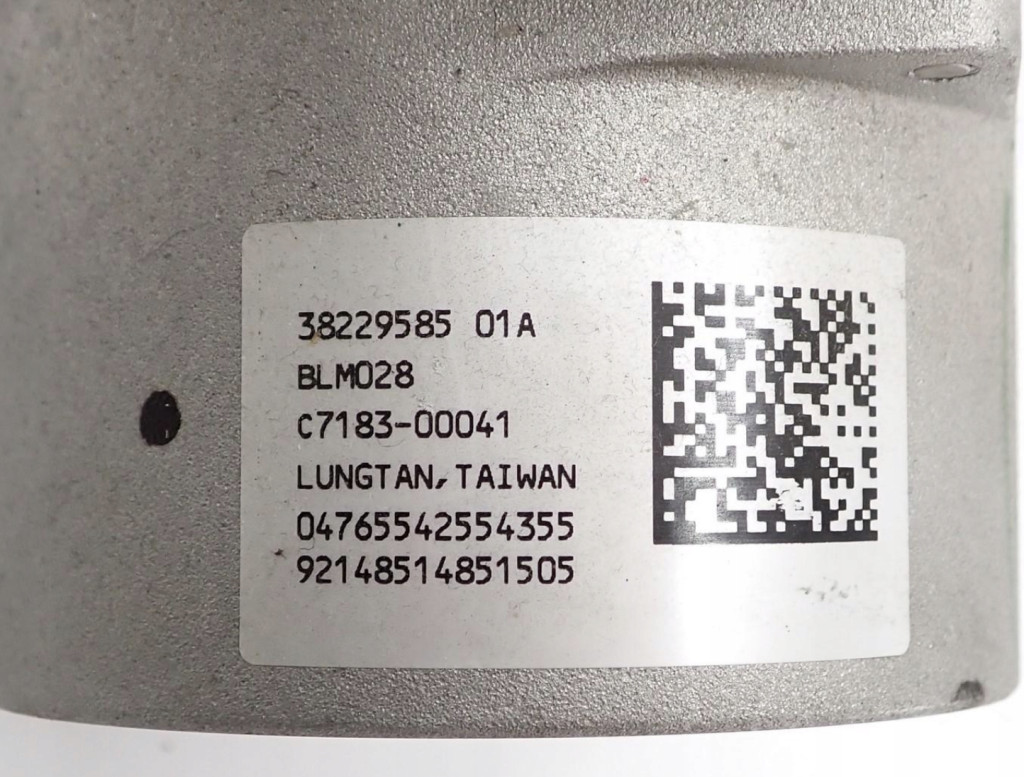 38229585 01A
BLM028
C7183-00041
LUNGTAN,TAIWAN
04765542554355
92148514851505